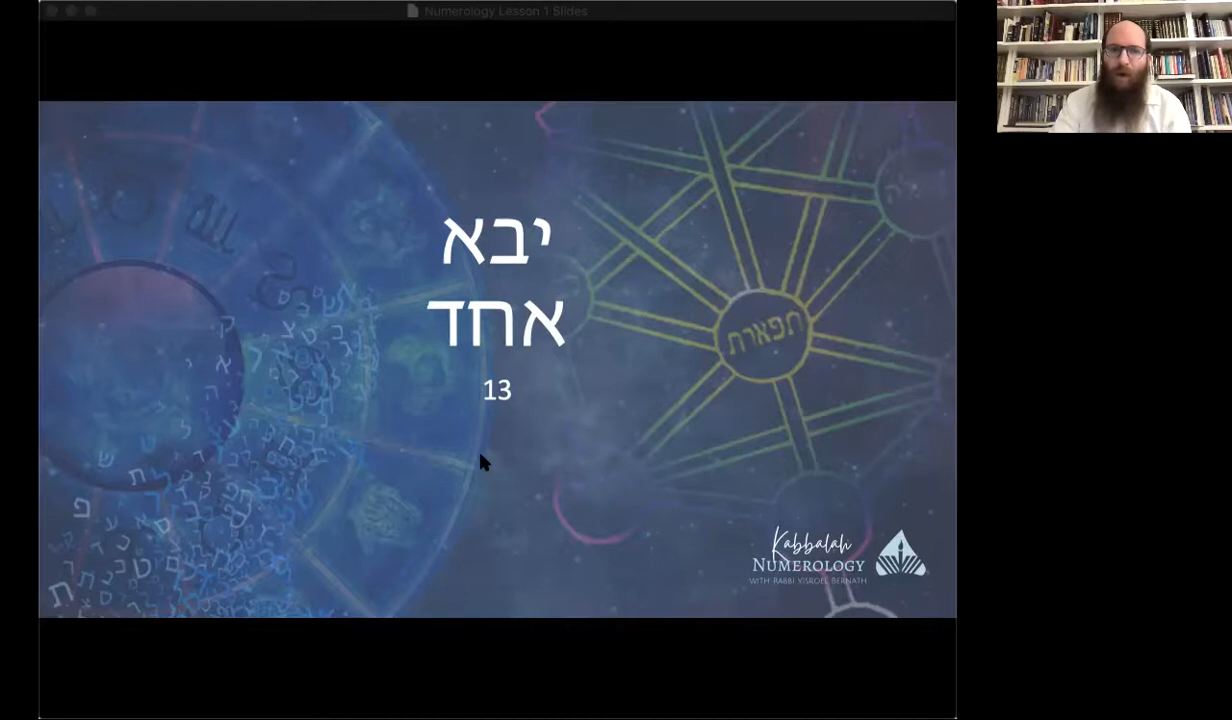 Numerology Lesson 1 Slides
יבא
אחד
13
תפארת
Kabbalah
NUMEROLOGY
WITH RABBI YISROEL BERNATH